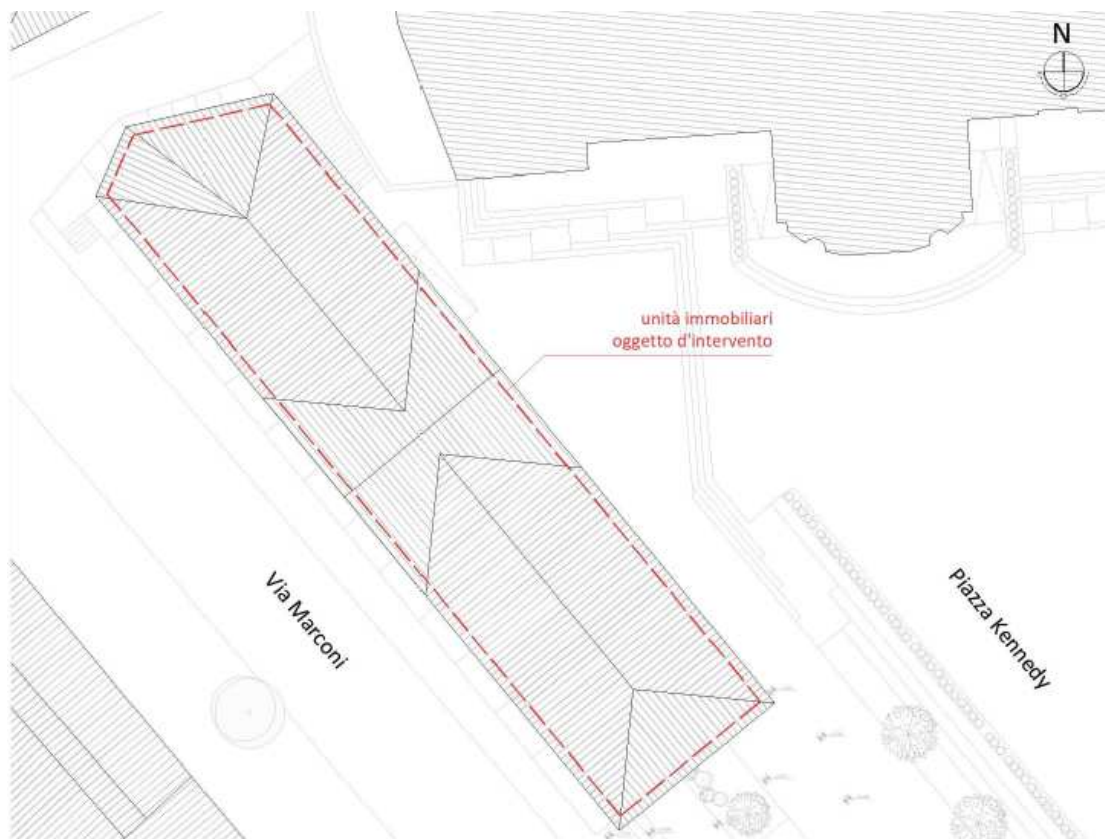 N
unità immobiliari
oggetto d'intervento
Via Marconi
Piazza Kennedy